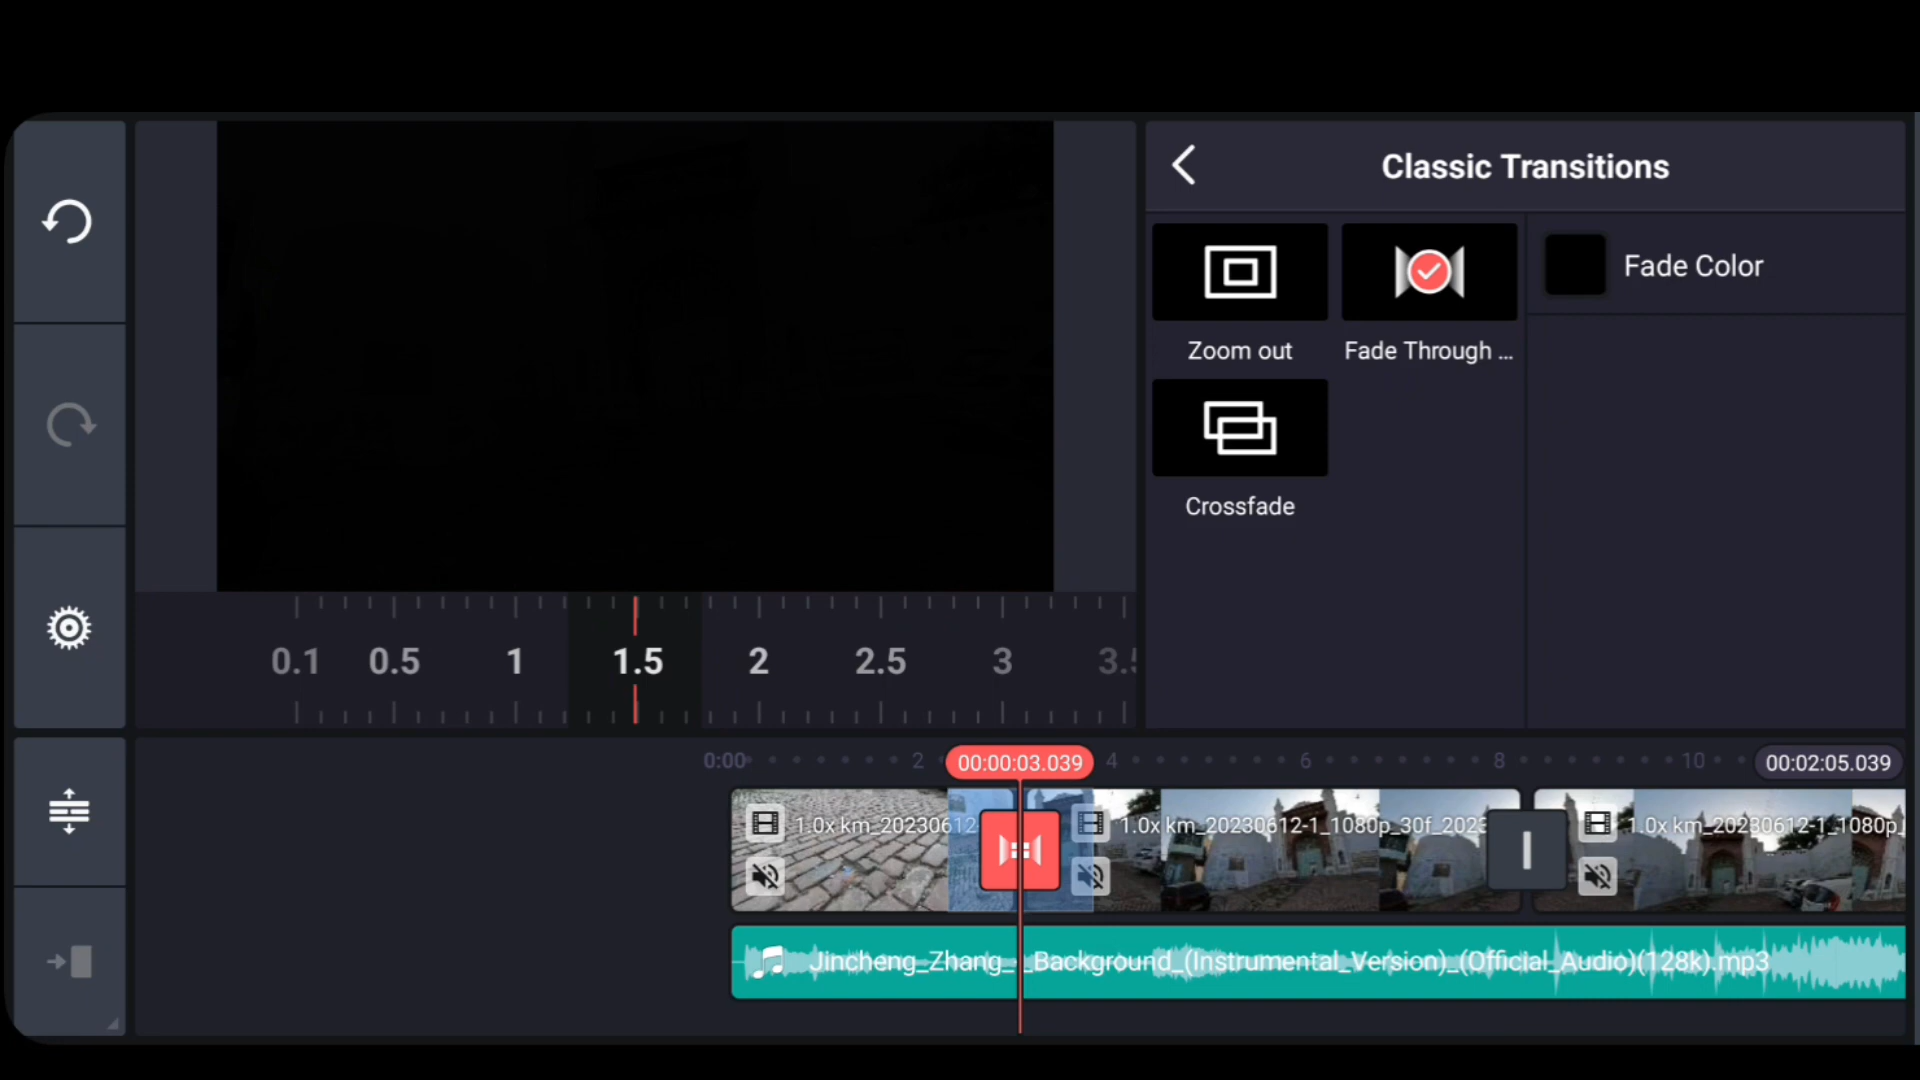 Classic Transitions
Zoom out
Fade Through ...
Fade Color
Crossfade
0.1 0.5 1 1.5 2 2.5 3
0:00 2 00:00:03.039 4 6 8 10 00:02:05.039
1.0x km_20230612 1.0x km_20230612-1_1080p_30f_2023 1.0x km_20230612-1_1080p
Jincheng_Zhang_-_Background_(Instrumental_Version)_(Official_Audio)(128k).mp3